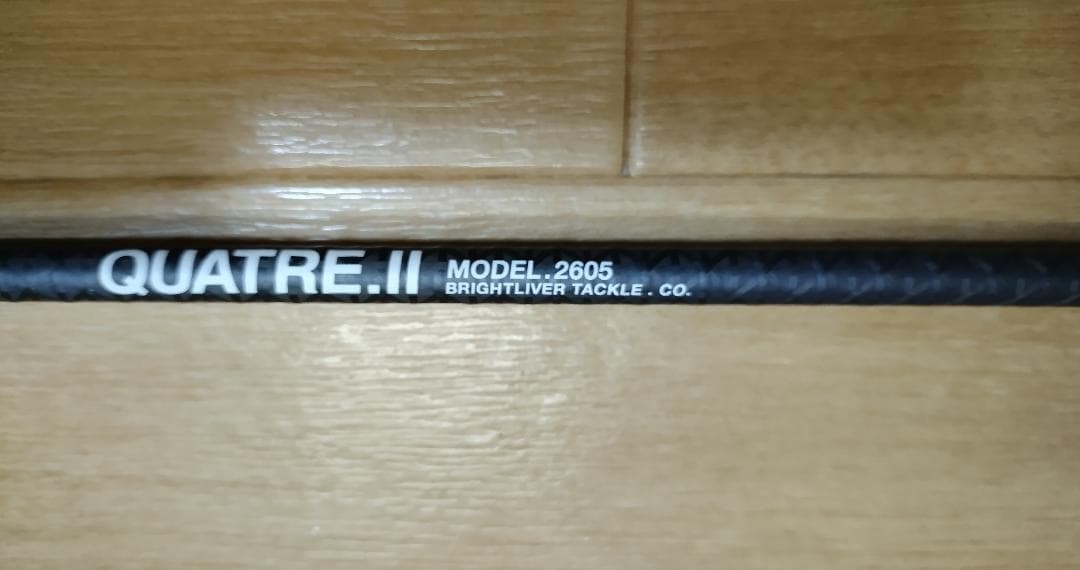 QUATRE.II
MODEL.2605
BRIGHTLIVER TACKLE . CO.